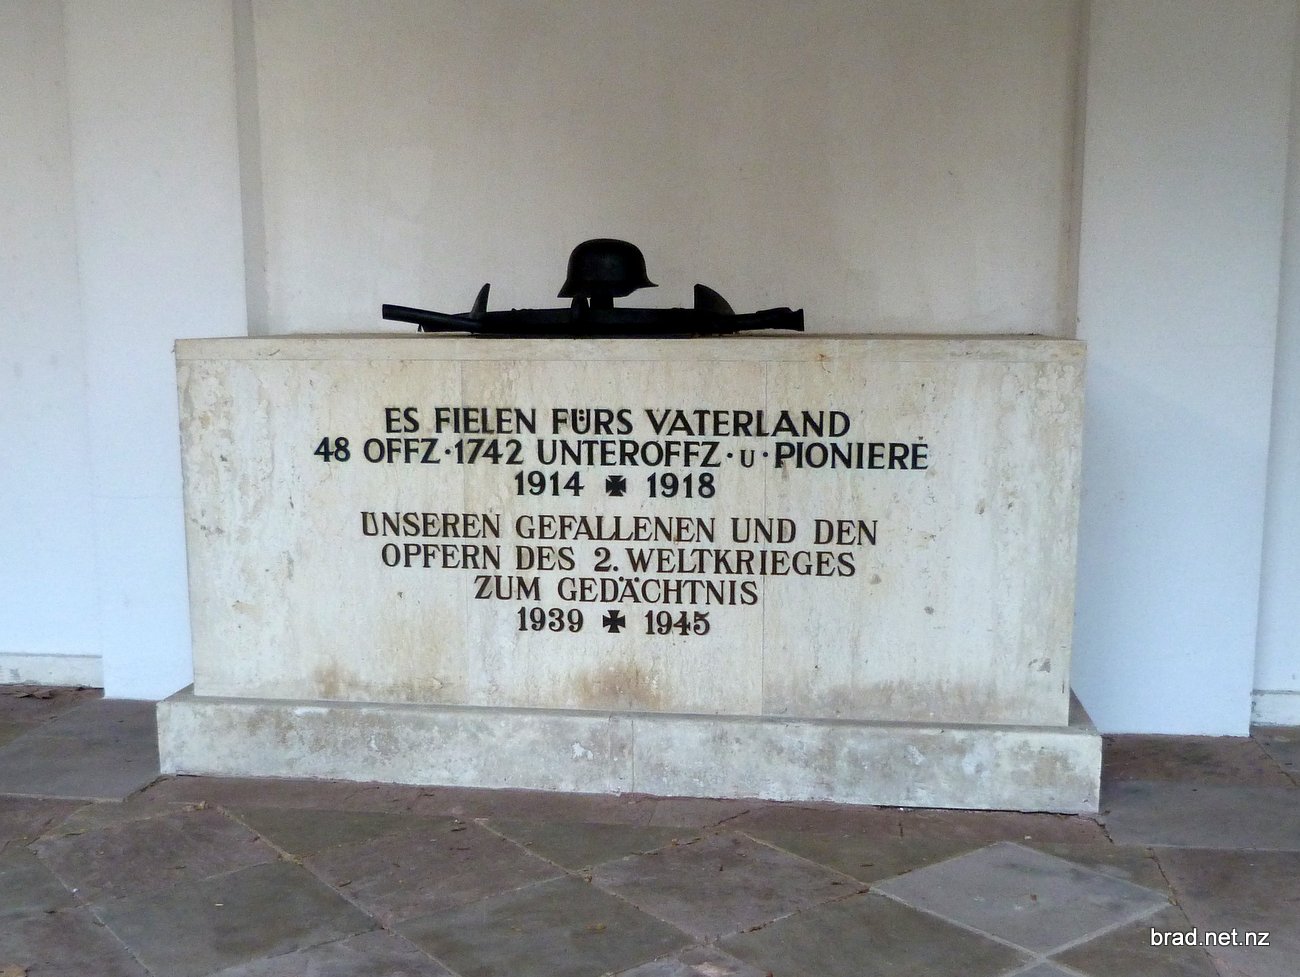 ES FIELEN FÜRS VATERLAND
48 OFFZ·1742 UNTEROFFZ·U·PIONIERE
1914 ✠ 1918
UNSEREN GEFALLENEN UND DEN
OPFERN DES 2. WELTKRIEGES
ZUM GEDÄCHTNIS
1939 ✠ 1945
brad.net.nz